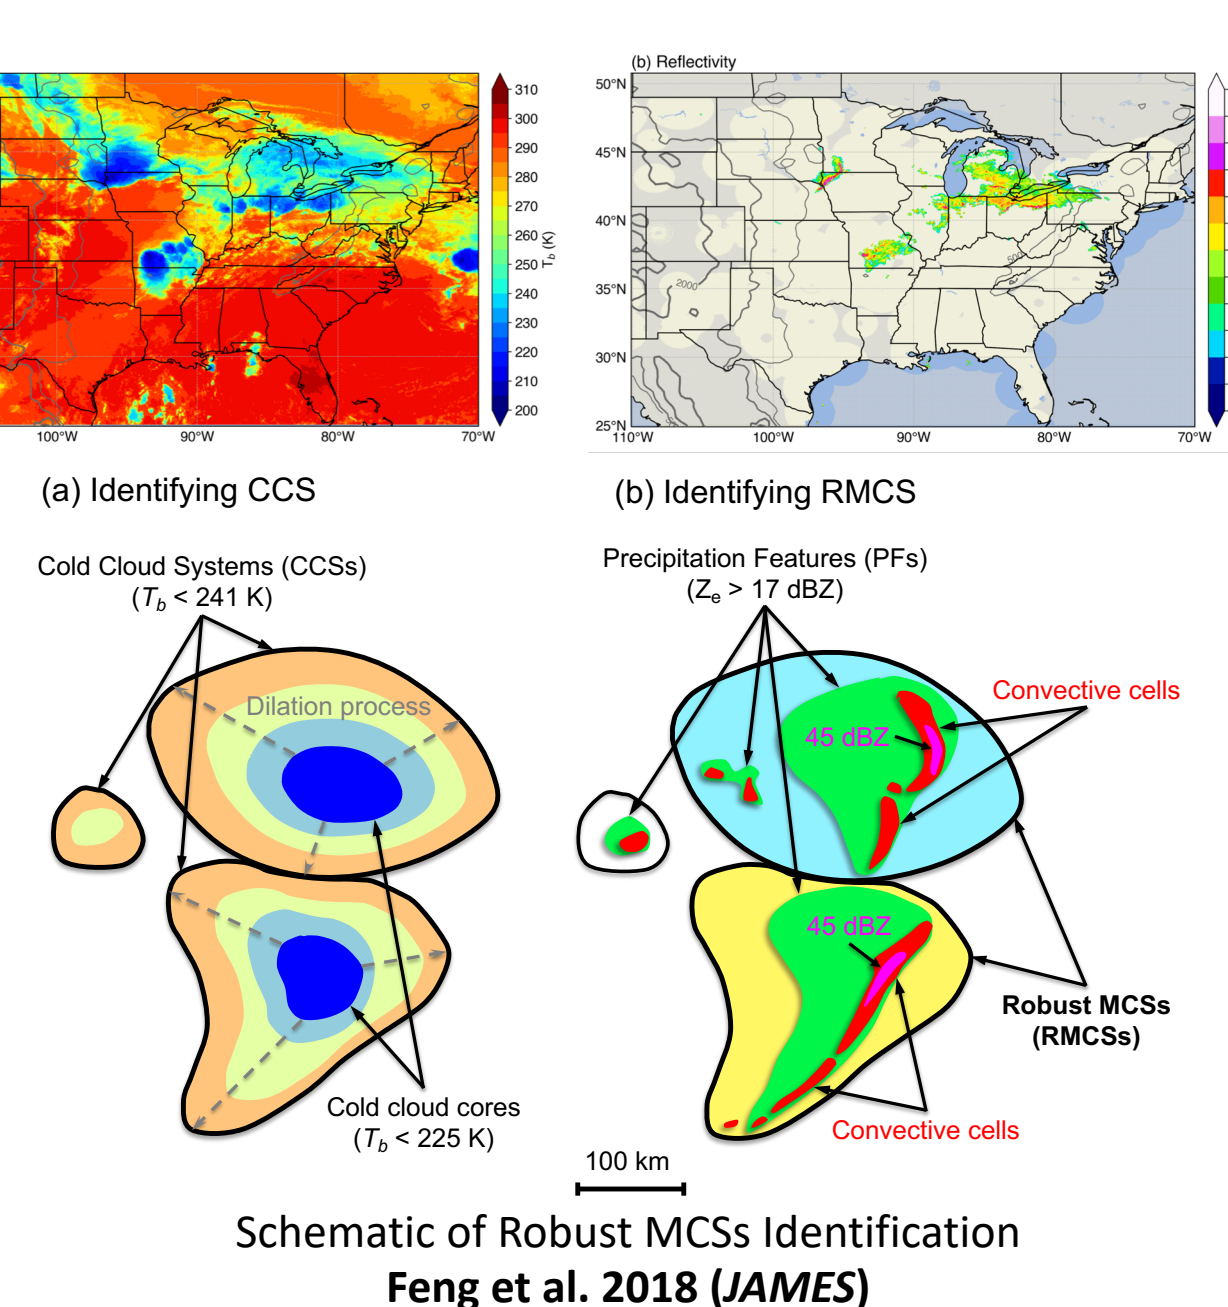 (b) Reflectivity
310
300
290
280
270
260
250
240
230
220
210
200
T_b (K)
100°W 90°W 80°W 70°W
50°N
45°N
40°N
35°N
30°N
25°N
2000
500
110°W 100°W 90°W 80°W 70°W
(a) Identifying CCS
(b) Identifying RMCS
Cold Cloud Systems (CCSs)
(T_b < 241 K)
Dilation process
Cold cloud cores
(T_b < 225 K)
Precipitation Features (PFs)
(Z_e > 17 dBZ)
Convective cells
45 dBZ
45 dBZ
Robust MCSs
(RMCSs)
Convective cells
100 km
Schematic of Robust MCSs Identification
Feng et al. 2018 (JAMES)